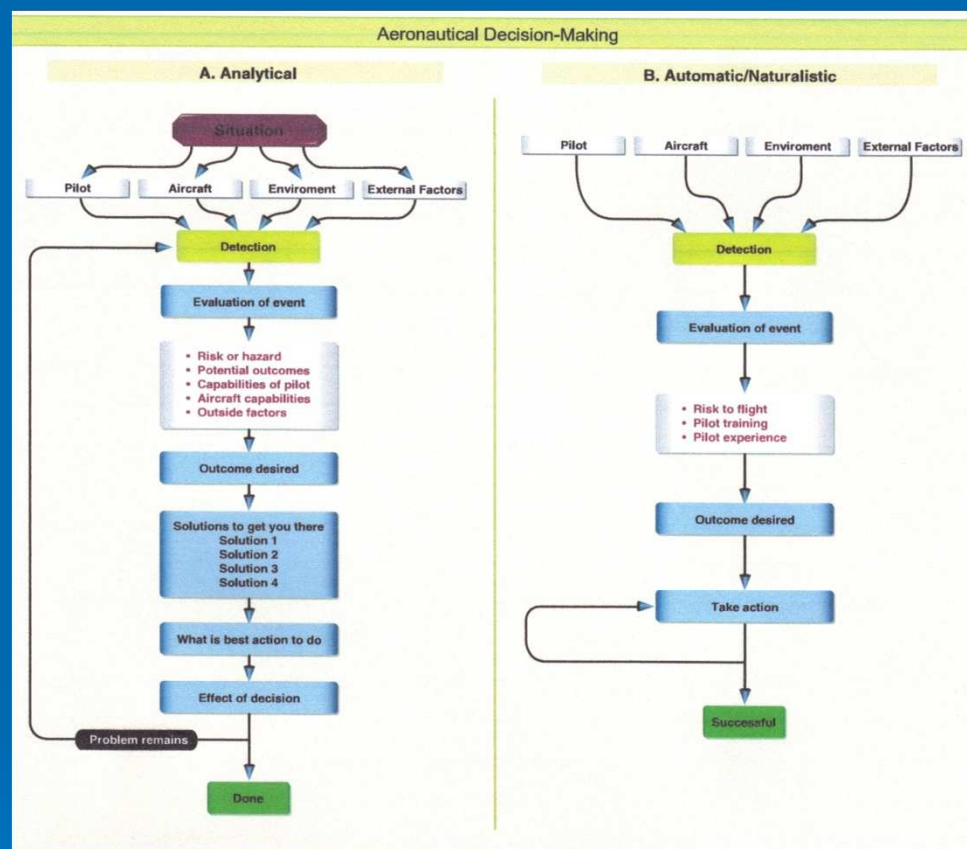 Aeronautical Decision-Making
A. Analytical
Situation
Pilot
Aircraft
Enviroment
External Factors
Detection
Evaluation of event
• Risk or hazard
• Potential outcomes
• Capabilities of pilot
• Aircraft capabilities
• Outside factors
Outcome desired
Solutions to get you there
Solution 1
Solution 2
Solution 3
Solution 4
What is best action to do
Effect of decision
Problem remains
Done
B. Automatic/Naturalistic
Pilot
Aircraft
Enviroment
External Factors
Detection
Evaluation of event
• Risk to flight
• Pilot training
• Pilot experience
Outcome desired
Take action
Successful